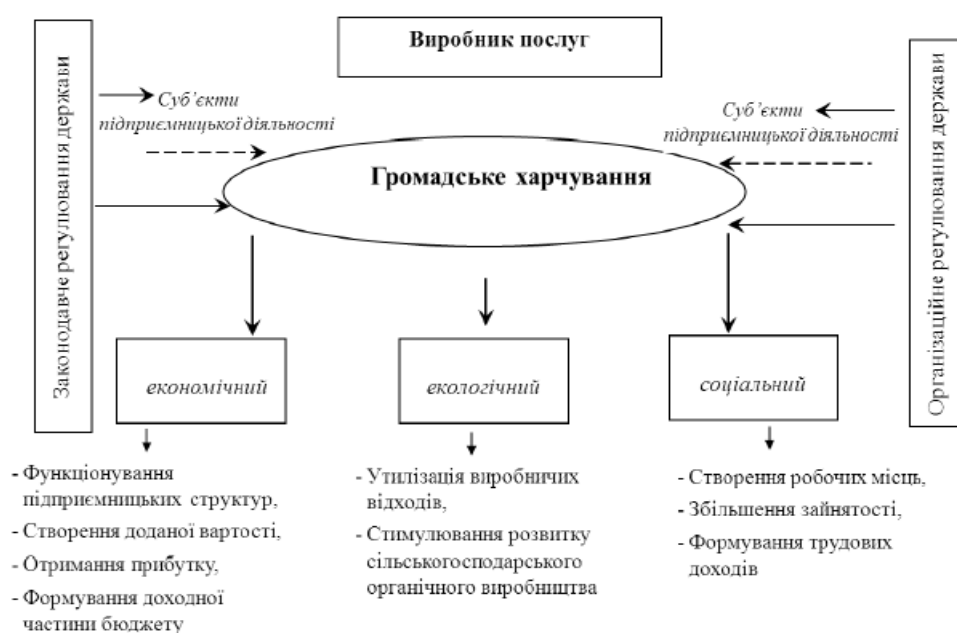 Виробник послуг
Законодавче регулювання держави
Організаційне регулювання держави
Суб’єкти
підприємницької діяльності
Суб’єкти
підприємницької діяльності
Громадське харчування
економічний
екологічний
соціальний
- Функціонування
підприємницьких структур,
- Створення доданої вартості,
- Отримання прибутку,
- Формування доходної
частини бюджету
- Утилізація виробничих
відходів,
- Стимулювання розвитку
сільськогосподарського
органічного виробництва
- Створення робочих місць,
- Збільшення зайнятості,
- Формування трудових
доходів